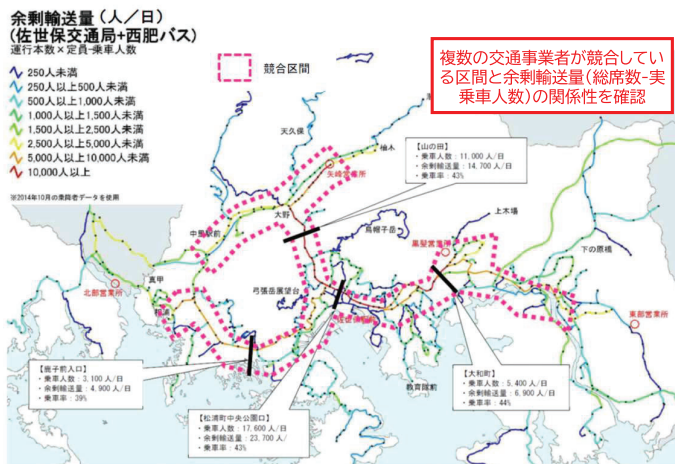 余剰輸送量(人／日)
(佐世保交通局+西肥バス)
運行本数×定員-乗車人数
250人未満
250人以上500人未満
500人以上1,000人未満
1,000人以上1,500人未満
1,500人以上2,500人未満
2,500人以上5,000人未満
5,000人以上10,000人未満
10,000人以上
※2014年10月の乗降者データを使用
競合区間
複数の交通事業者が競合してい
る区間と余剰輸送量(総席数-実
乗車人数)の関係性を確認
天久保
柚木
矢峰営業所
【山の田】
・乗車人数：11,000人/日
・余剰輸送量：14,700人/日
・乗車率：43%
大野
中里駅前
烏帽子岳
上木場
黒髪営業所
下の原橋
真甲
北部営業所
弓張岳展望台
東部営業所
教育隊前
【鹿子前入口】
・乗車人数：3,100人/日
・余剰輸送量：4,900人/日
・乗車率：39%
【松浦町中央公園口】
・乗車人数：17,600人/日
・余剰輸送量：23,700人/
・乗車率：43%
【大和町】
・乗車人数：5,400人/日
・余剰輸送量：6,900人/日
・乗車率：44%